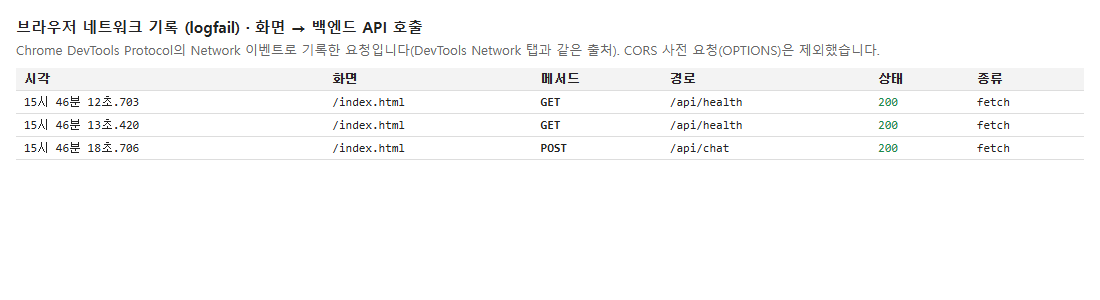 브라우저 네트워크 기록 (logfail) · 화면 → 백엔드 API 호출
Chrome DevTools Protocol의 Network 이벤트로 기록한 요청입니다(DevTools Network 탭과 같은 출처). CORS 사전 요청(OPTIONS)은 제외했습니다.
시각 화면 메서드 경로 상태 종류
15시 46분 12초.703 /index.html GET /api/health 200 fetch
15시 46분 13초.420 /index.html GET /api/health 200 fetch
15시 46분 18초.706 /index.html POST /api/chat 200 fetch